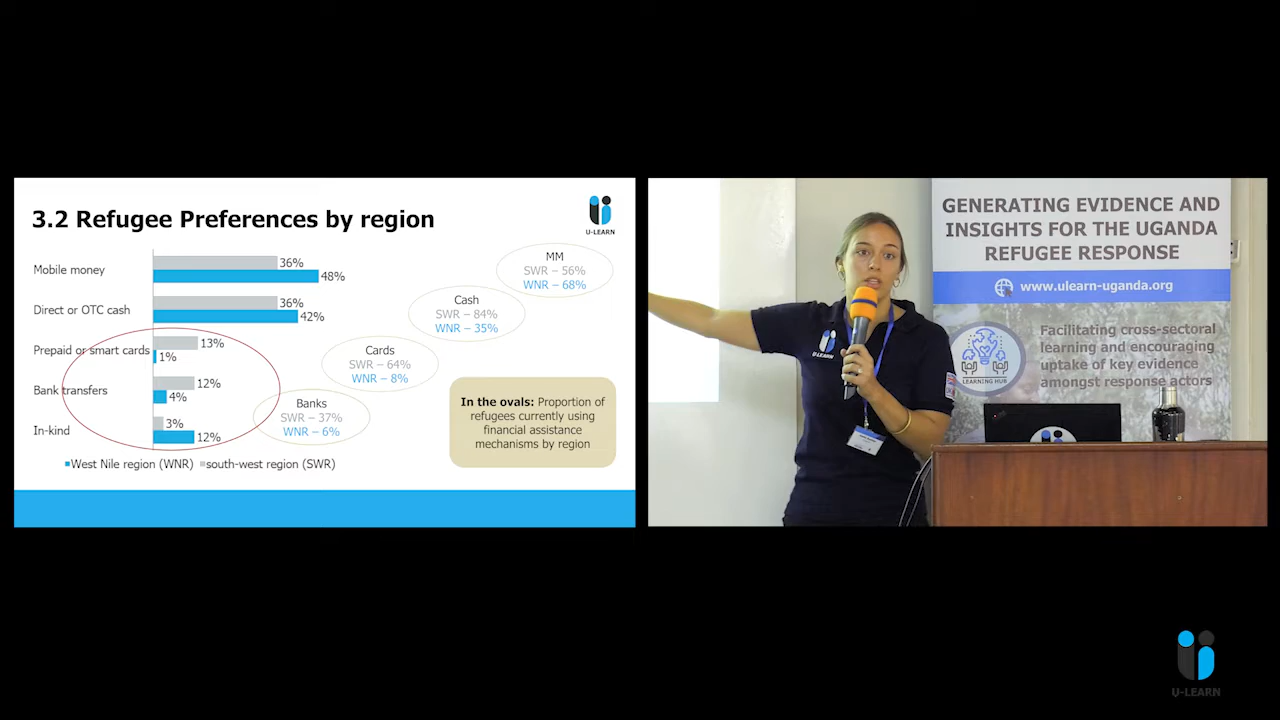 3.2 Refugee Preferences by region
U-LEARN
Mobile money
36%
48%
Direct or OTC cash
36%
42%
Prepaid or smart cards
13%
1%
Bank transfers
12%
4%
In-kind
3%
12%
West Nile region (WNR)
south-west region (SWR)
MM
SWR – 56%
WNR – 68%
Cash
SWR – 84%
WNR – 35%
Cards
SWR – 64%
WNR – 8%
Banks
SWR – 37%
WNR – 6%
In the ovals: Proportion of
refugees currently using
financial assistance
mechanisms by region
GENERATING EVIDENCE AND
INSIGHTS FOR THE UGANDA
REFUGEE RESPONSE
www.ulearn-uganda.org
Facilitating cross-sectoral
learning and encouraging
uptake of key evidence
amongst response actors
LEARNING HUB
U-LEARN
U-LEARN